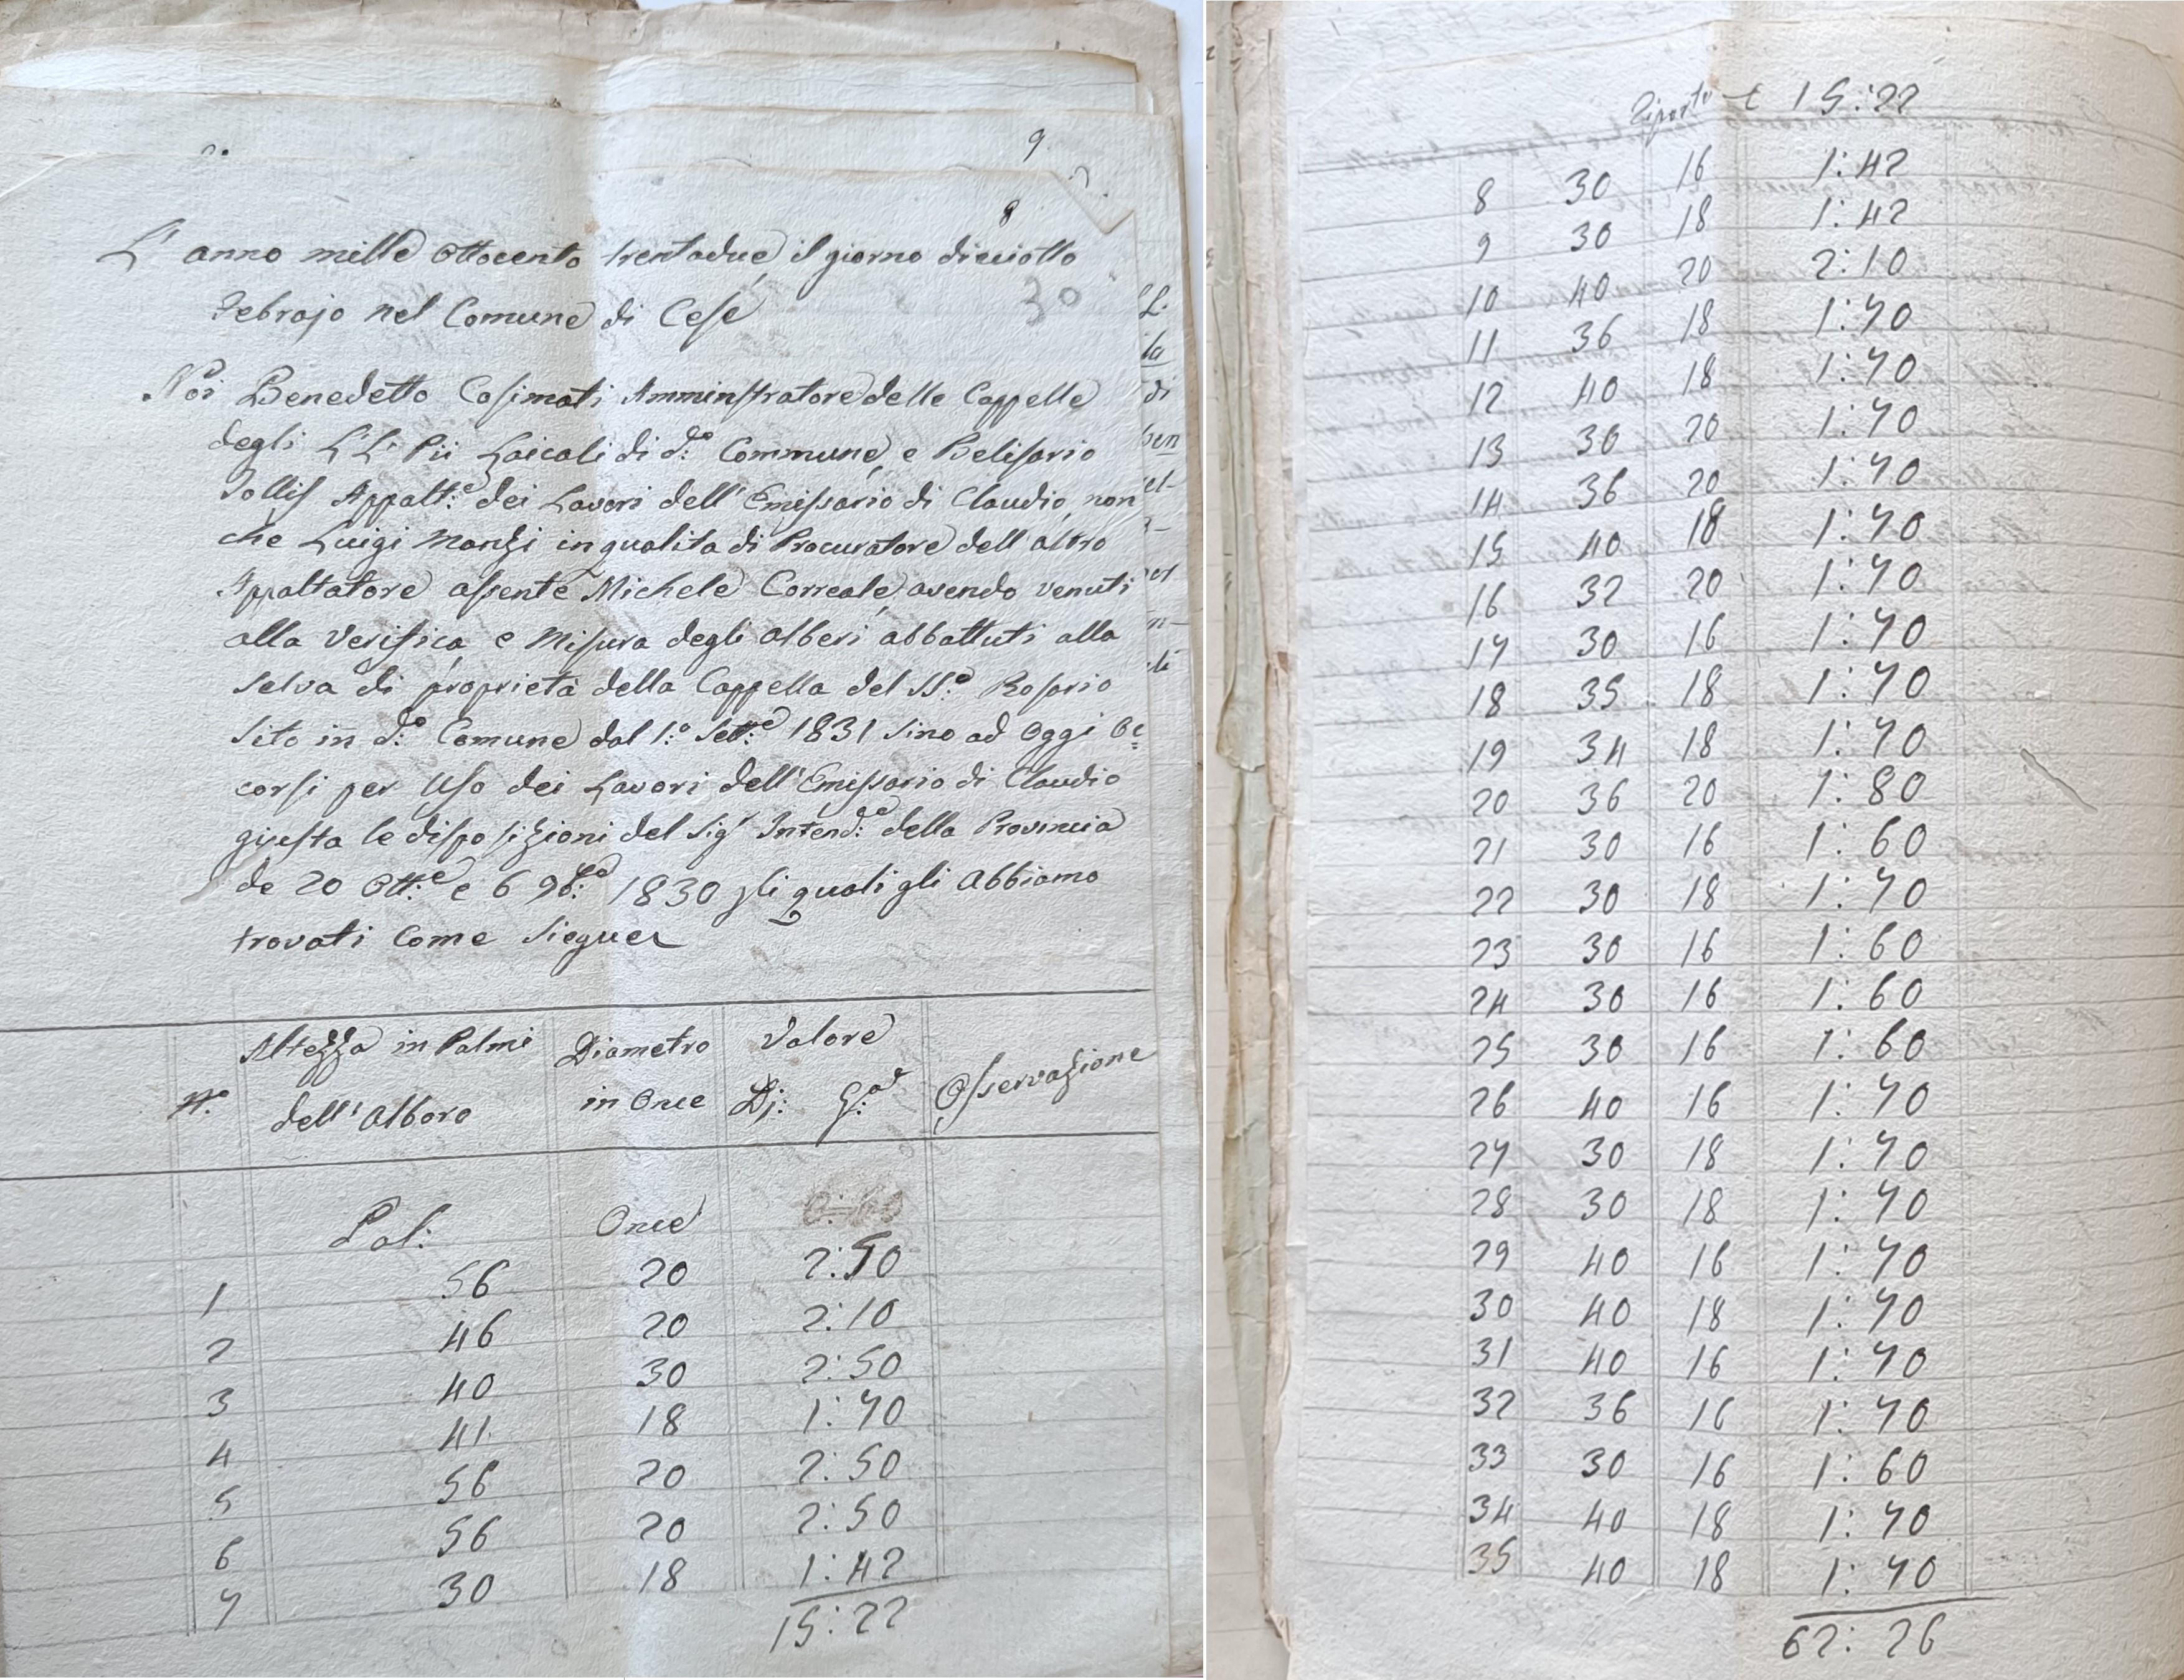 9
8
L'anno mille ottocento trentadue, il giorno dieciotto
Febrajo nel Comune di Cese
30
Noi Benedetto Cosimati Amminstratore delle Cappelle
degli L'L' Pii Laicali di d:o Commune, e Belisario
Appalt:e dei Lavori dell'Emissario di Claudio, non
che Luigi Manzi in qualita di Procuratore dell'altro
Appaltatore assente Michele Correale, avendo venuti
alla Verifica, e Misura degli alberi abbattuti alla
Selva di proprietà della Cappella del SS:o Rosario
sito in d:o Comune dal 1:o Sett:e 1831 sino ad oggi Oc=
corsi per uso dei Lavori dell'Emissario di Claudio
giusta le disposizioni del Sig.r Intend:e della Provincia
de 20 Ott:e e 6 9b:re 1830 gli quali gli Abbiamo
trovati Come Siegue
N:o Altezza in Palmi dell'Alboro Diametro in Once Valore D:i G:a Osservazione
Pal: Once
1 56 20 2:50
2 46 20 2:10
3 40 30 2:50
4 41 18 1:70
5 56 20 2:50
6 56 20 2:50
7 30 18 1:42
15:22
Riporto 15:22
8 30 16 1:42
9 30 18 1:42
10 40 20 2:10
11 36 18 1:70
12 40 18 1:70
13 30 20 1:70
14 36 20 1:70
15 40 18 1:70
16 32 20 1:70
17 30 16 1:70
18 35 18 1:70
19 34 18 1:70
20 36 20 1:80
21 30 16 1:60
22 30 18 1:70
23 30 16 1:60
24 30 16 1:60
25 30 16 1:60
26 40 16 1:70
27 30 18 1:70
28 30 18 1:70
29 40 16 1:70
30 40 18 1:70
31 40 16 1:70
32 36 16 1:70
33 30 16 1:60
34 40 18 1:70
35 40 18 1:70
62:26